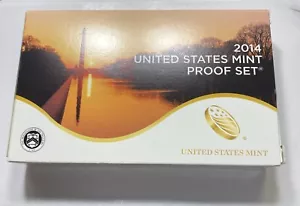 2014
UNITED STATES MINT
PROOF SET®
UNITED STATES MINT